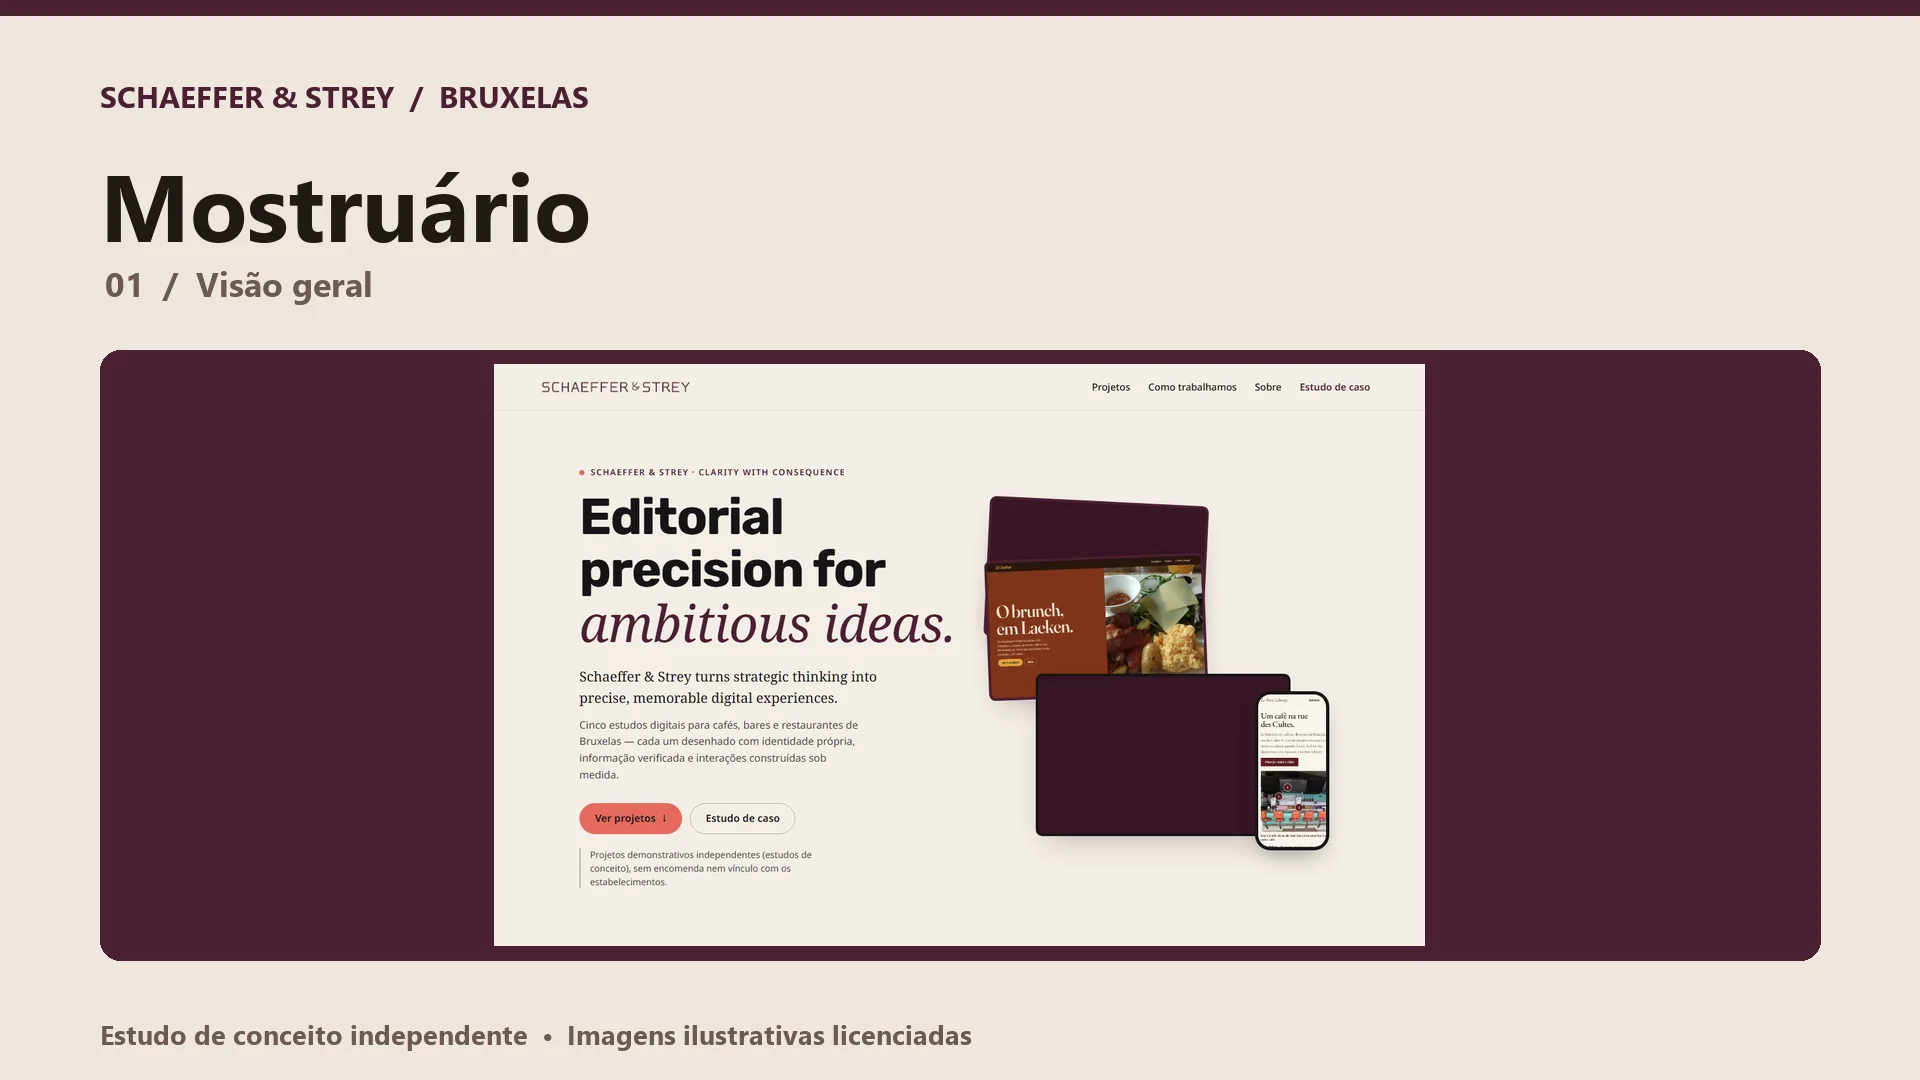 SCHAEFFER & STREY / BRUXELAS
Mostruário
01 / Visão geral
SCHAEFFER & STREY
Projetos Como trabalhamos Sobre Estudo de caso
SCHAEFFER & STREY · CLARITY WITH CONSEQUENCE
Editorial
precision for
ambitious ideas.
Schaeffer & Strey turns strategic thinking into
precise, memorable digital experiences.
Cinco estudos digitais para cafés, bares e restaurantes de
Bruxelas — cada um desenhado com identidade própria,
informação verificada e interações construídas sob
medida.
Ver projetos ↓ Estudo de caso
Projetos demonstrativos independentes (estudos de
conceito), sem encomenda nem vínculo com os
estabelecimentos.
O brunch,
em Laeken.
Um café na rue
des Cultes.
Estudo de conceito independente • Imagens ilustrativas licenciadas